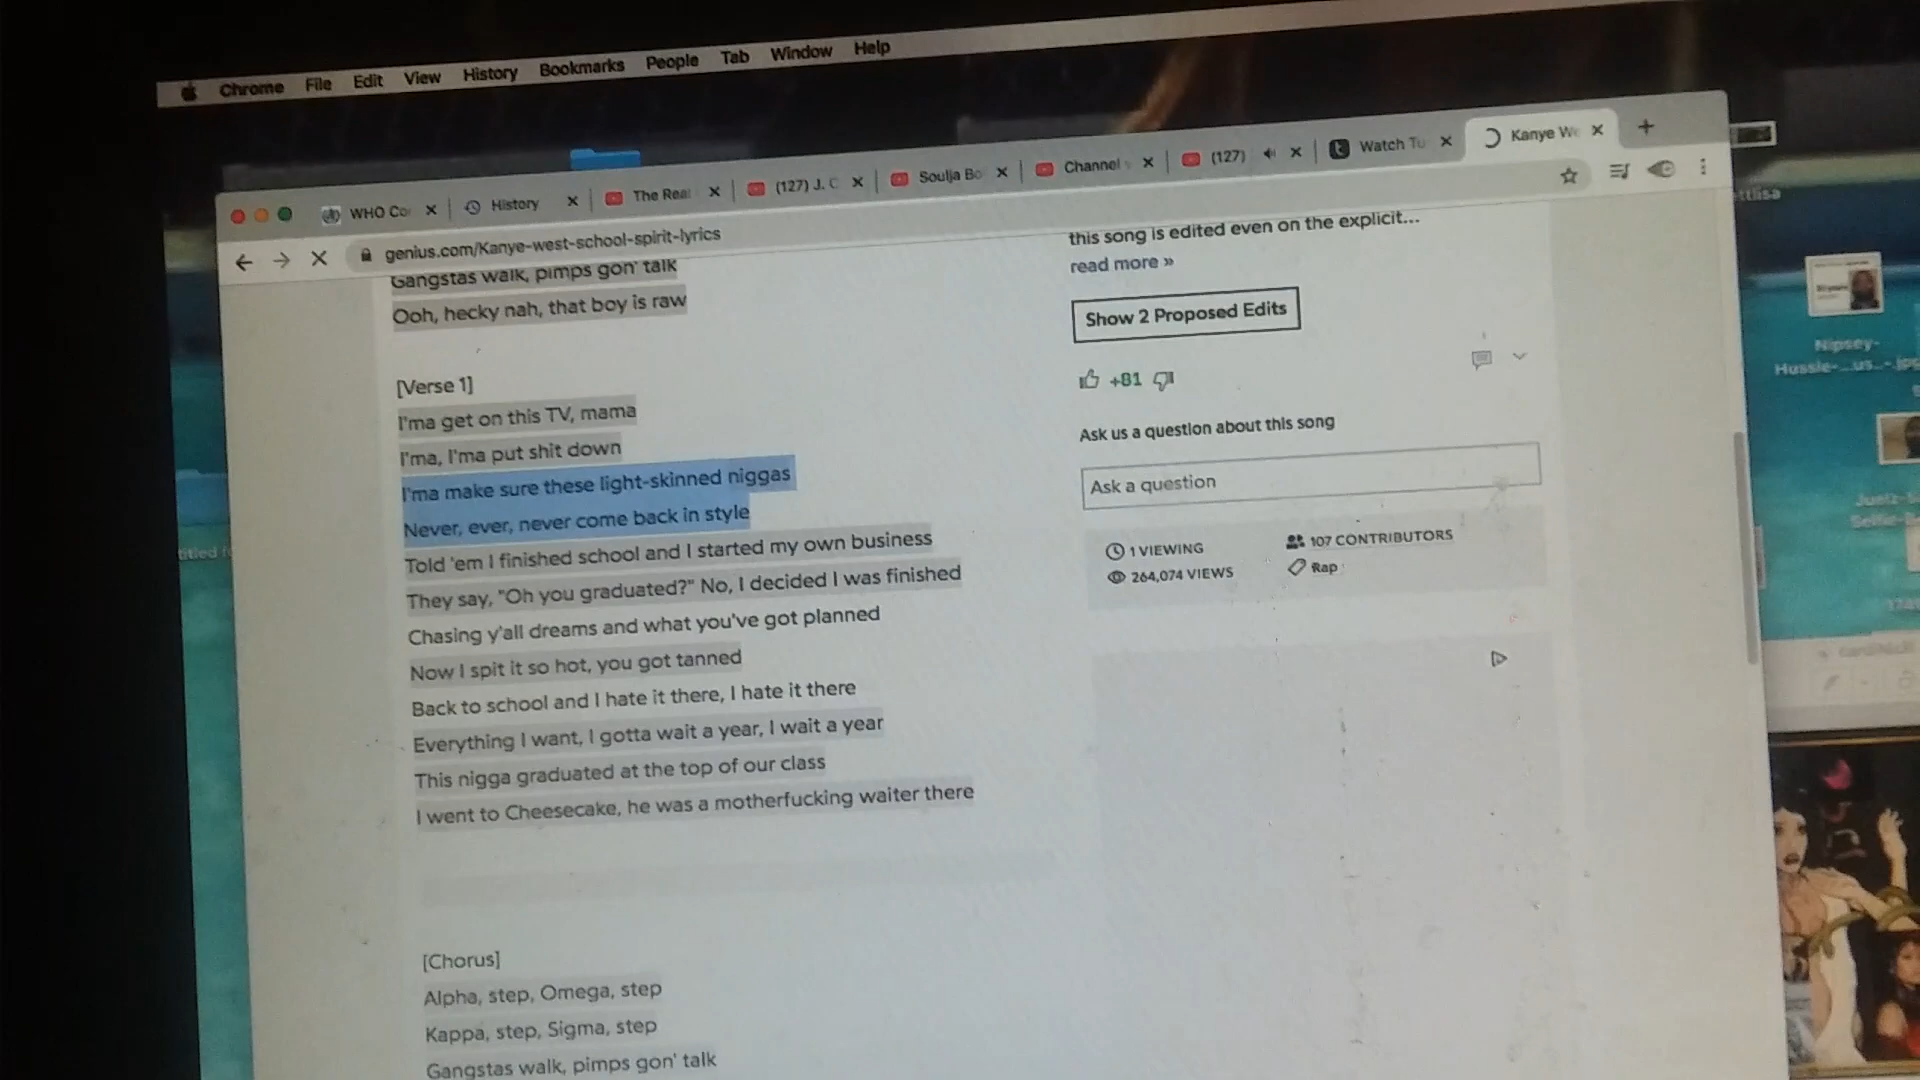 Chrome File Edit View History Bookmarks People Tab Window Help
WHO Co
History
The Real
(127) J. C
Soulja Bo
Channel
(127)
Watch Tu
Kanye We
genius.com/Kanye-west-school-spirit-lyrics
Gangstas walk, pimps gon' talk
Ooh, hecky nah, that boy is raw
[Verse 1]
I'ma get on this TV, mama
I'ma, I'ma put shit down
I'ma make sure these light-skinned niggas
Never, ever, never come back in style
Told 'em I finished school and I started my own business
They say, "Oh you graduated?" No, I decided I was finished
Chasing y'all dreams and what you've got planned
Now I spit it so hot, you got tanned
Back to school and I hate it there, I hate it there
Everything I want, I gotta wait a year, I wait a year
This nigga graduated at the top of our class
I went to Cheesecake, he was a motherfucking waiter there
[Chorus]
Alpha, step, Omega, step
Kappa, step, Sigma, step
Gangstas walk, pimps gon' talk
this song is edited even on the explicit...
read more »
Show 2 Proposed Edits
+81
Ask us a question about this song
Ask a question
1 VIEWING
107 CONTRIBUTORS
264,074 VIEWS
Rap
ttlisa
Nipsey-
Hussle-...us...-.jpg
titled f